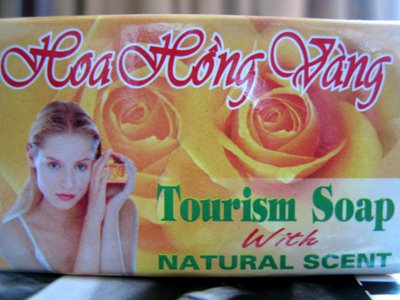 Hoa Hồng Vàng
Tourism Soap
With
NATURAL SCENT